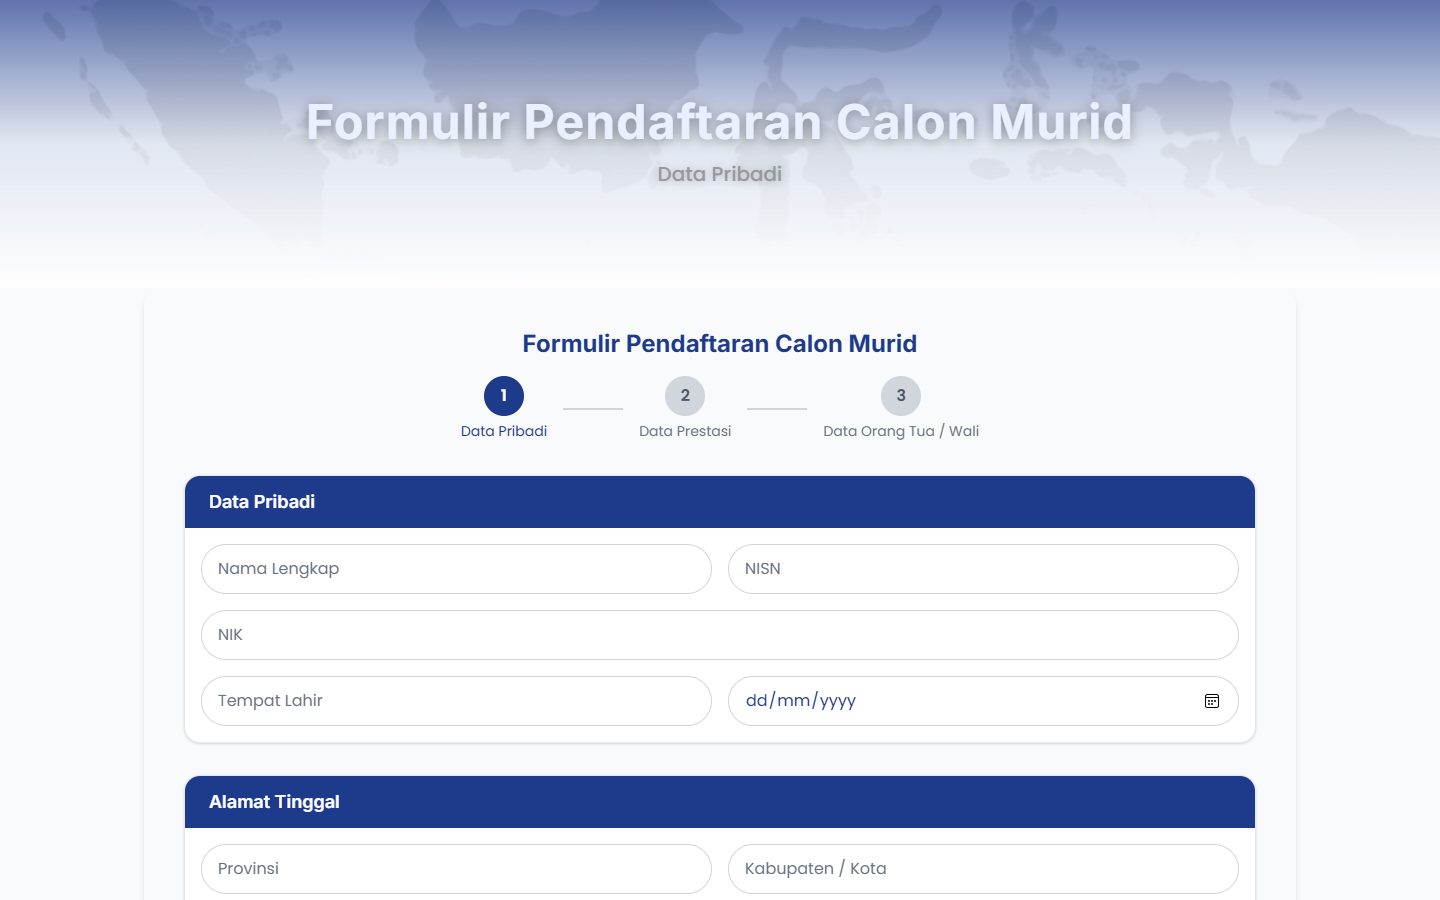 Formulir Pendaftaran Calon Murid
Data Pribadi
Formulir Pendaftaran Calon Murid
1
2
3
Data Pribadi
Data Prestasi
Data Orang Tua / Wali
Data Pribadi
Nama Lengkap
NISN
NIK
Tempat Lahir
dd/mm/yyyy
Alamat Tinggal
Provinsi
Kabupaten / Kota